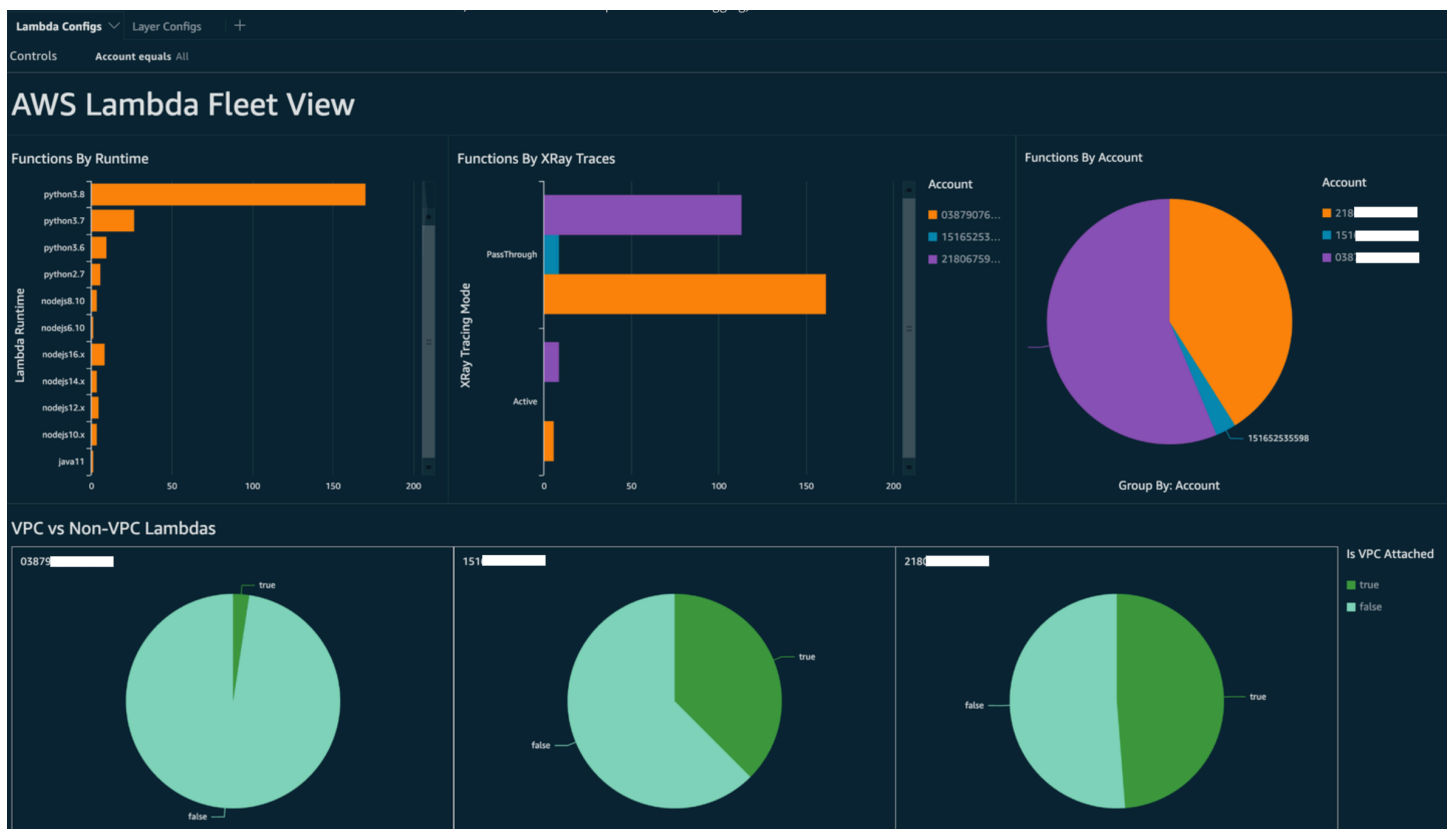 Lambda Configs
Layer Configs
+
Controls
Account equals All
AWS Lambda Fleet View
Functions By Runtime
Lambda Runtime
python3.8
python3.7
python3.6
python2.7
nodejs8.10
nodejs6.10
nodejs16.x
nodejs14.x
nodejs12.x
nodejs10.x
java11
0 50 100 150 200
Functions By XRay Traces
XRay Tracing Mode
PassThrough
Active
0 50 100 150 200
Account
03879076...
15165253...
21806759...
Functions By Account
Account
218
151
038
151652535598
Group By: Account
VPC vs Non-VPC Lambdas
03879
true
false
151
true
false
218
true
false
Is VPC Attached
true
false